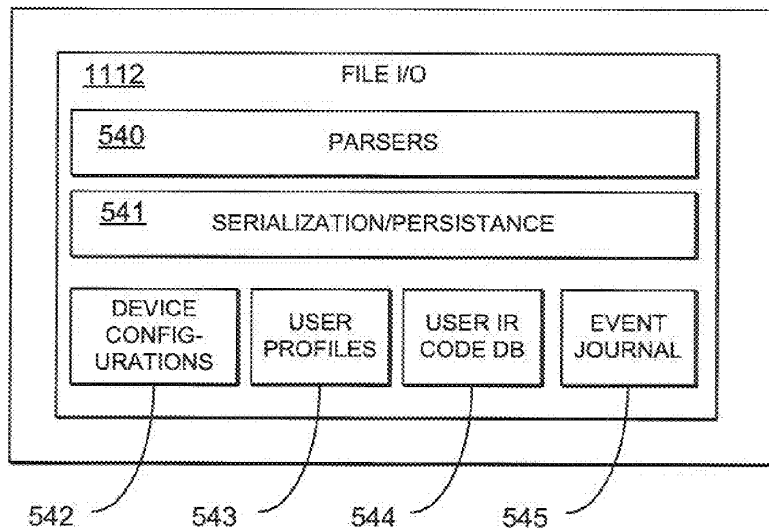 1112 FILE I/O
540 PARSERS
541 SERIALIZATION/PERSISTANCE
DEVICE
CONFIG-
URATIONS
USER
PROFILES
USER IR
CODE DB
EVENT
JOURNAL
542 543 544 545